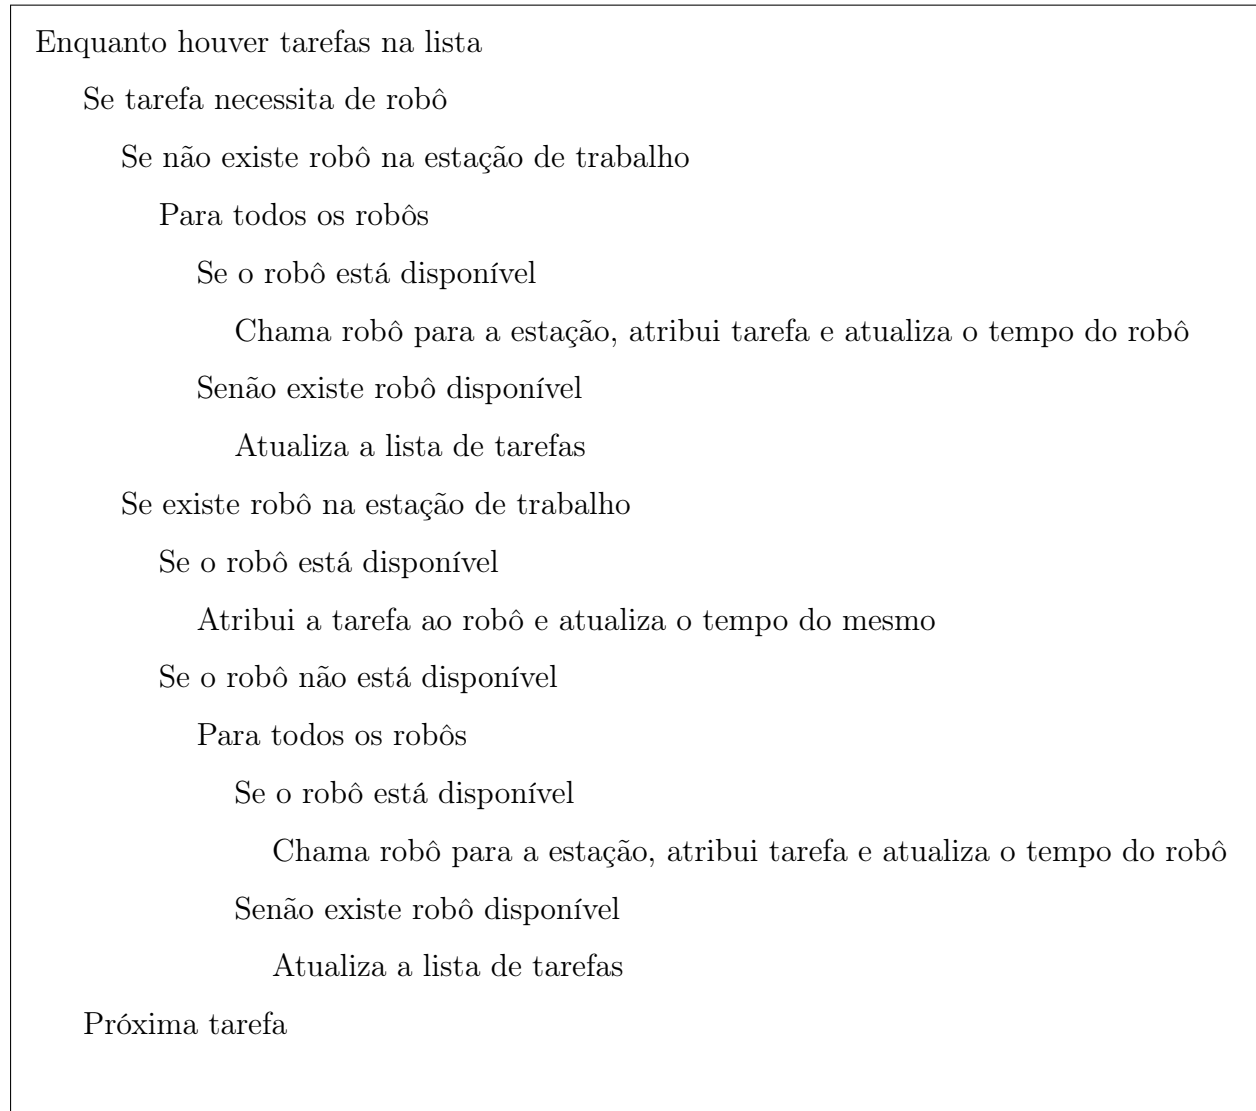 Enquanto houver tarefas na lista
Se tarefa necessita de robô
Se não existe robô na estação de trabalho
Para todos os robôs
Se o robô está disponível
Chama robô para a estação, atribui tarefa e atualiza o tempo do robô
Senão existe robô disponível
Atualiza a lista de tarefas
Se existe robô na estação de trabalho
Se o robô está disponível
Atribui a tarefa ao robô e atualiza o tempo do mesmo
Se o robô não está disponível
Para todos os robôs
Se o robô está disponível
Chama robô para a estação, atribui tarefa e atualiza o tempo do robô
Senão existe robô disponível
Atualiza a lista de tarefas
Próxima tarefa